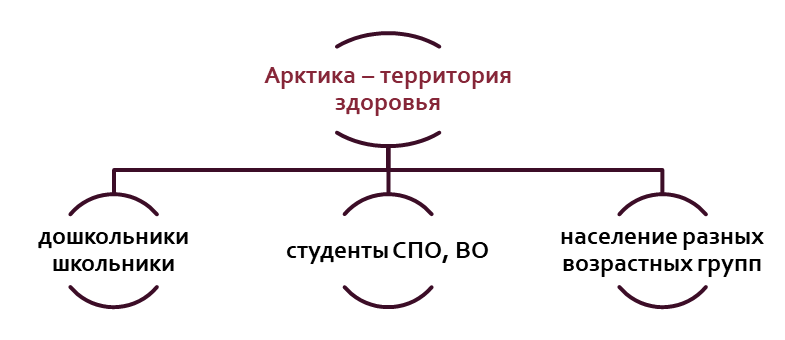 Арктика – территория
здоровья
дошкольники
школьники
студенты СПО, ВО
население разных
возрастных групп